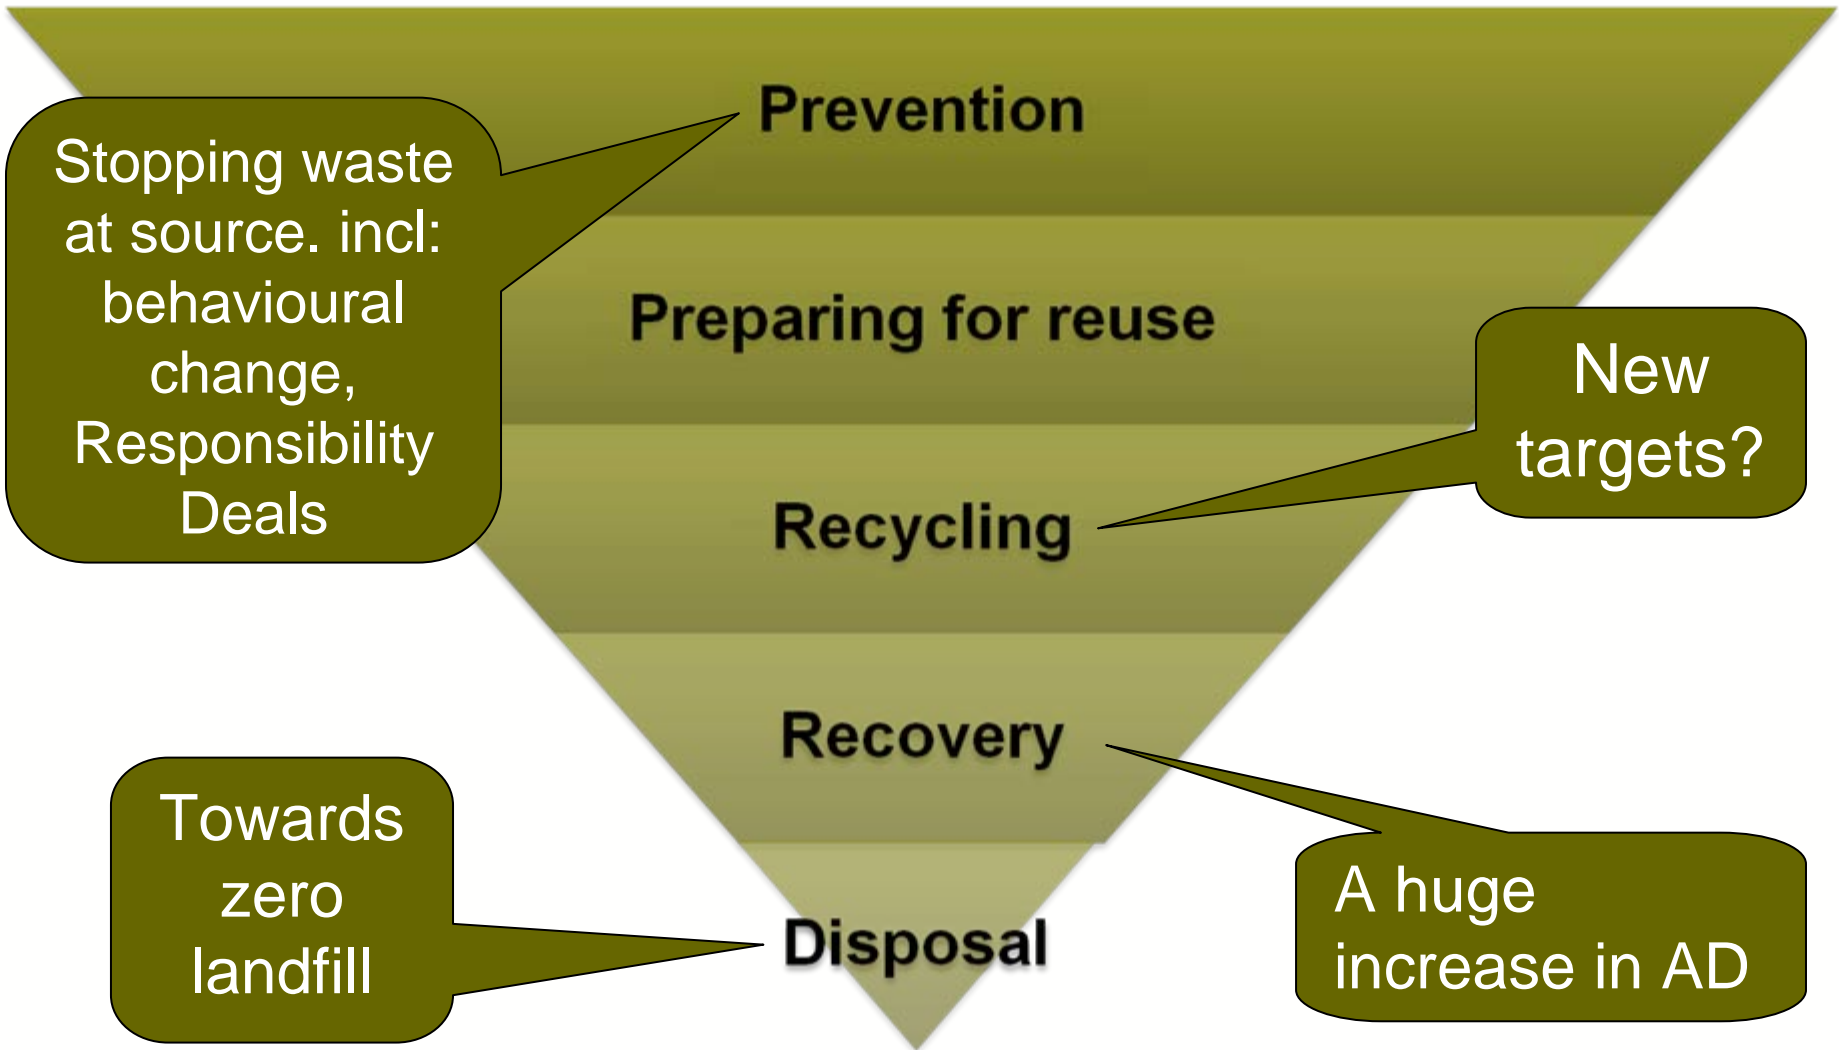 Prevention
Stopping waste
at source. incl:
behavioural
change,
Responsibility
Deals
Preparing for reuse
New
targets?
Recycling
Recovery
A huge
increase in AD
Towards
zero
landfill
Disposal